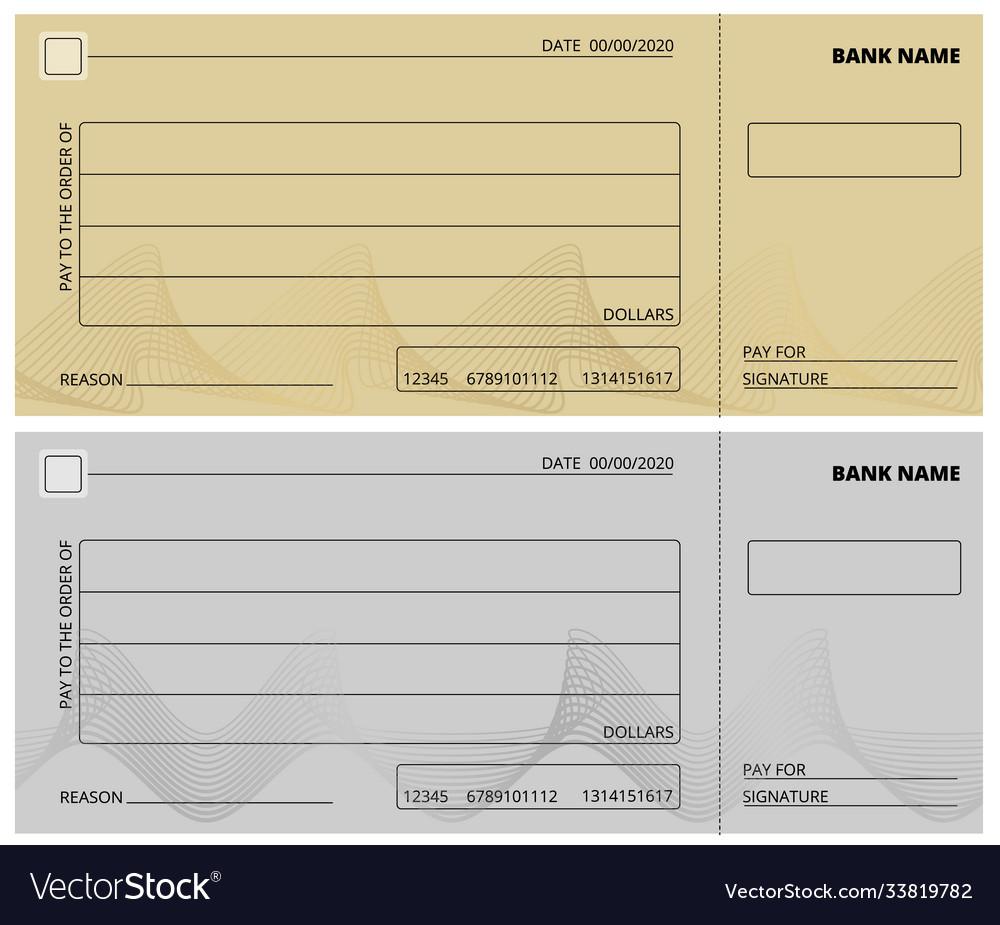 DATE 00/00/2020
BANK NAME
PAY TO THE ORDER OF
DOLLARS
PAY FOR
REASON
12345 6789101112 1314151617
SIGNATURE
DATE 00/00/2020
BANK NAME
PAY TO THE ORDER OF
DOLLARS
PAY FOR
REASON
12345 6789101112 1314151617
SIGNATURE
VectorStock®
VectorStock.com/33819782